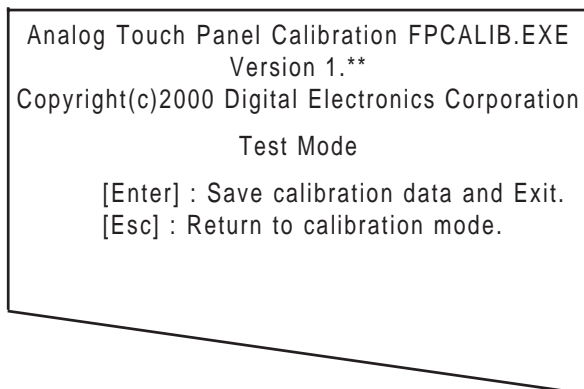 Analog Touch Panel Calibration FPCALIB.EXE
Version 1.**
Copyright(c)2000 Digital Electronics Corporation
Test Mode
[Enter] : Save calibration data and Exit.
[Esc] : Return to calibration mode.